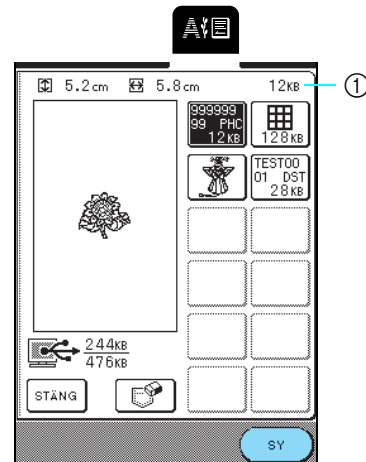 A
5.2cm 5.8cm 12KB ①
999999
99 PHC
12KB
128KB
TEST00
01 DST
28KB
244KB
476KB
STÄNG
SY